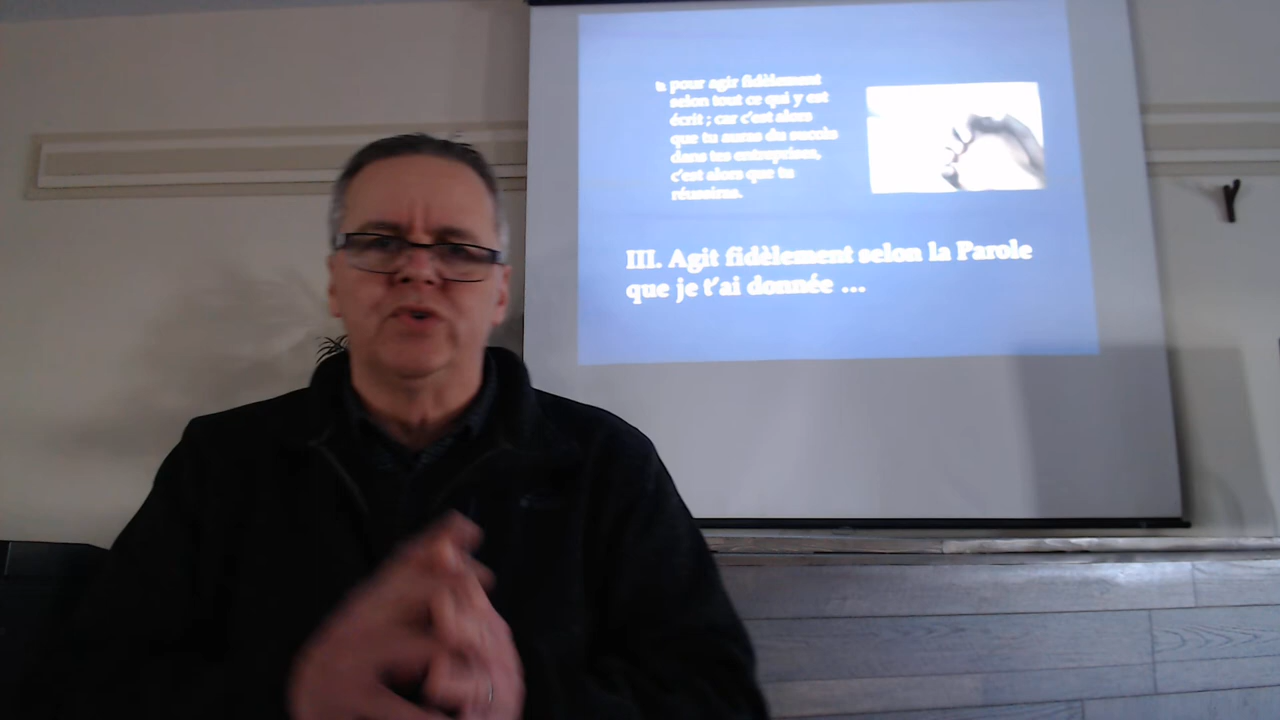 b. pour agir fidèlement
selon tout ce qui y est
écrit ; car c'est alors
que tu auras du succès
dans tes entreprises,
c'est alors que tu
réussiras.
III. Agit fidèlement selon la Parole
que je t'ai donnée ...